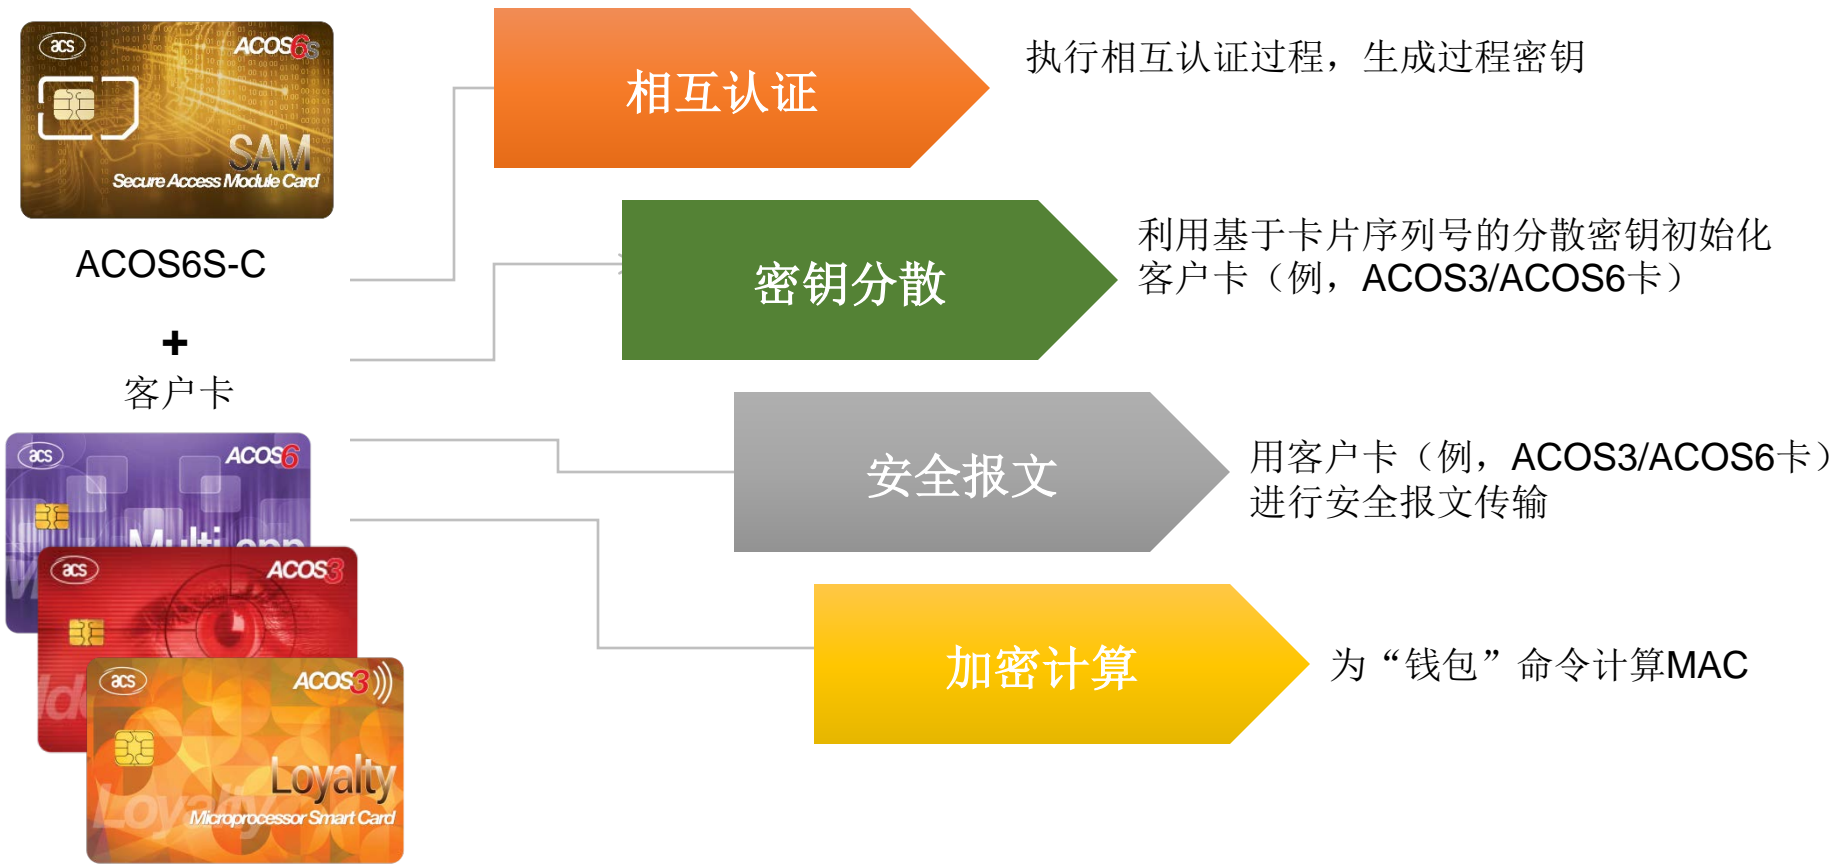 acs
ACOS6S
SAM
Secure Access Module Card
ACOS6S-C
+
客户卡
acs
ACOS6
Multi-app
acs
ACOS3
acs
ACOS3
Loyalty
Loyalty
Microprocessor Smart Card
相互认证
执行相互认证过程，生成过程密钥
密钥分散
利用基于卡片序列号的分散密钥初始化
客户卡（例，ACOS3/ACOS6卡）
安全报文
用客户卡（例，ACOS3/ACOS6卡）
进行安全报文传输
加密计算
为“钱包”命令计算MAC